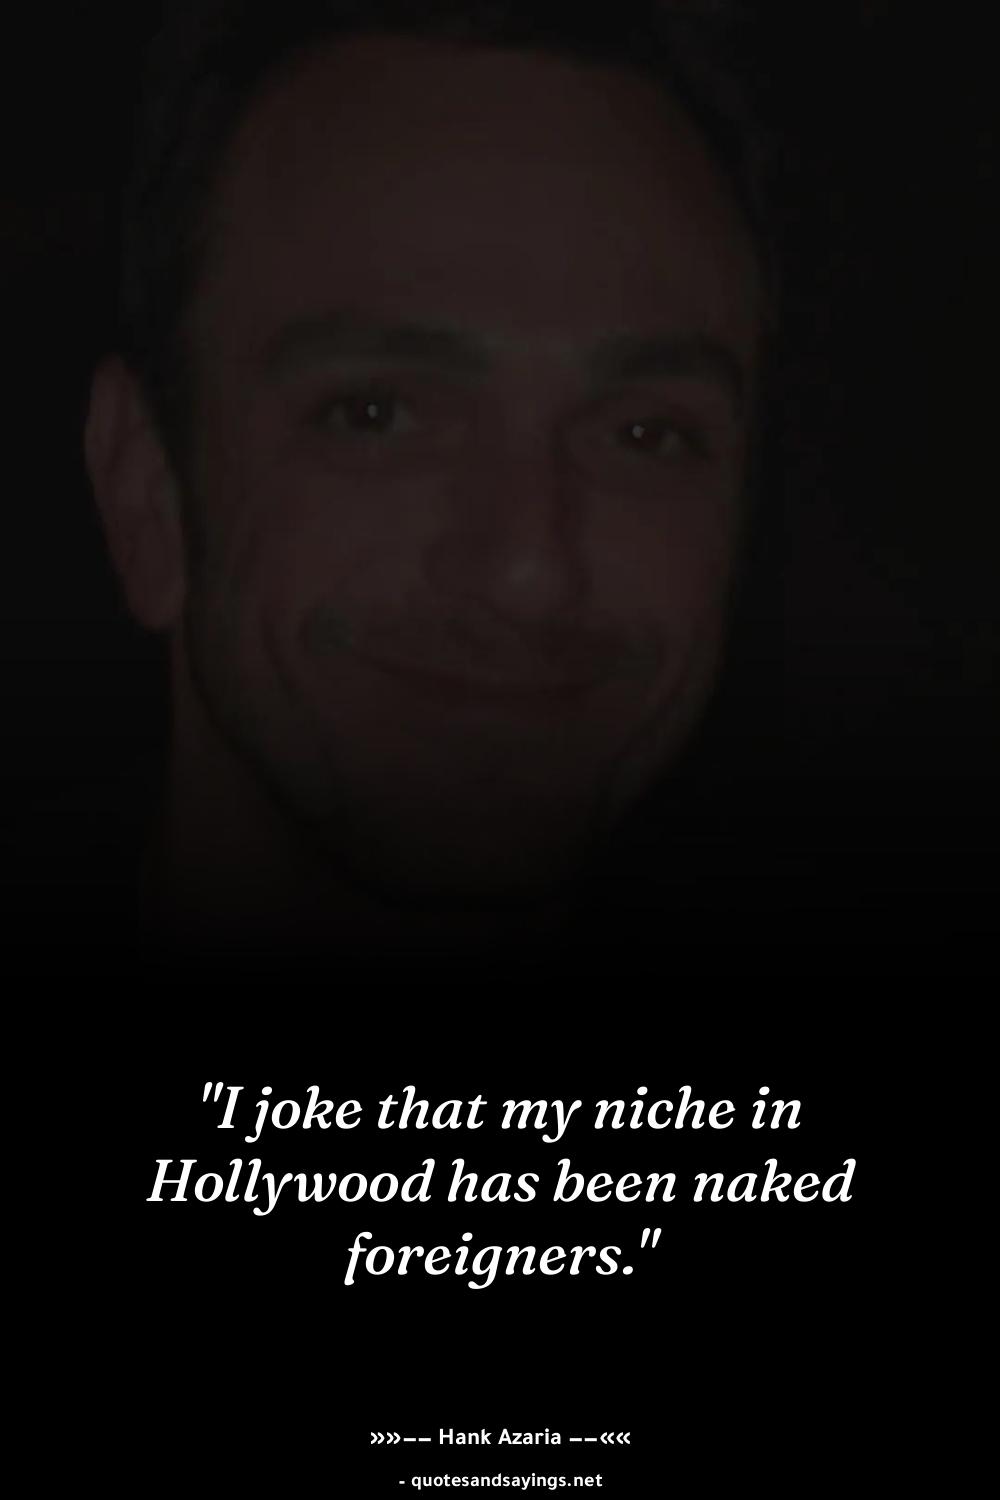 "I joke that my niche in
Hollywood has been naked
foreigners."
»»−− Hank Azaria −−««
- quotesandsayings.net